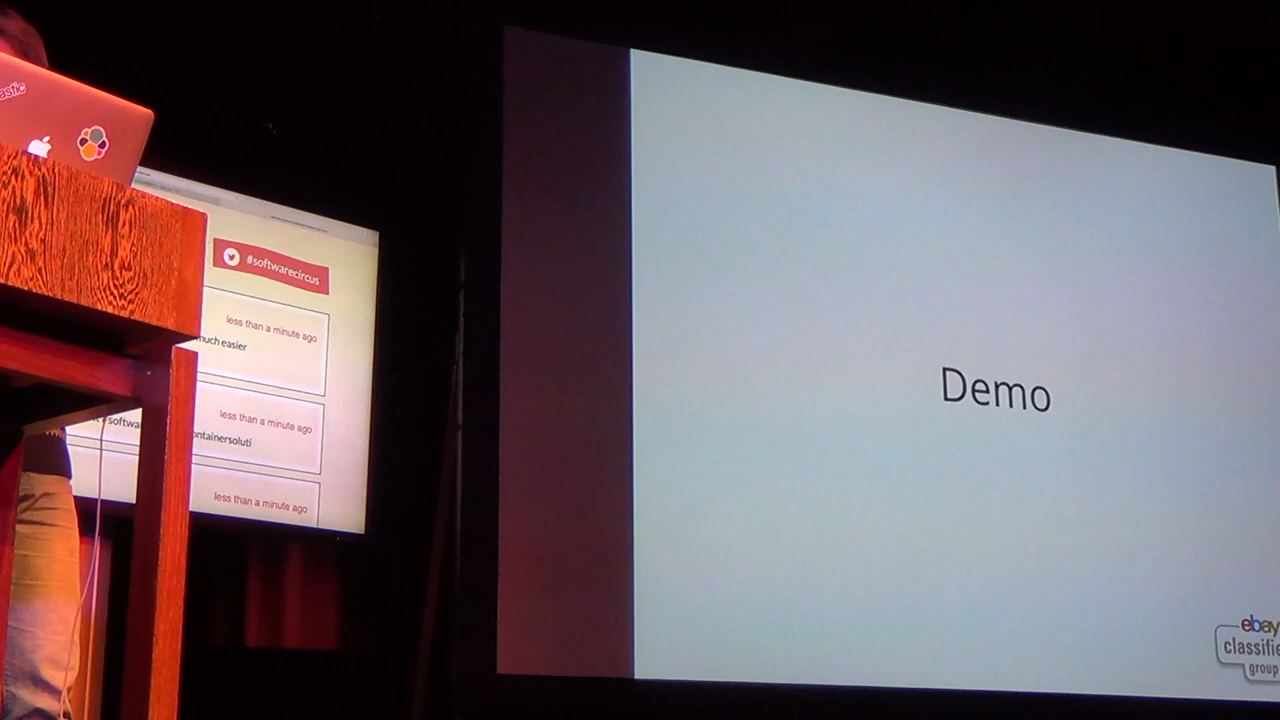 astic
#softwarecircus
less than a minute ago
much easier
less than a minute ago
#softwa
ontainersoluti
less than a minute ago
Demo
ebay
classifie
group